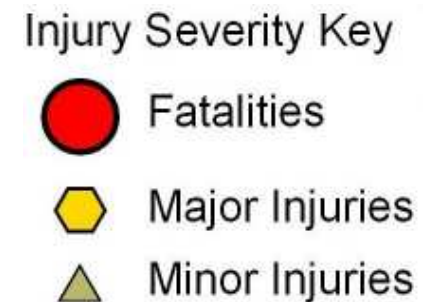 Injury Severity Key
Fatalities
Major Injuries
Minor Injuries